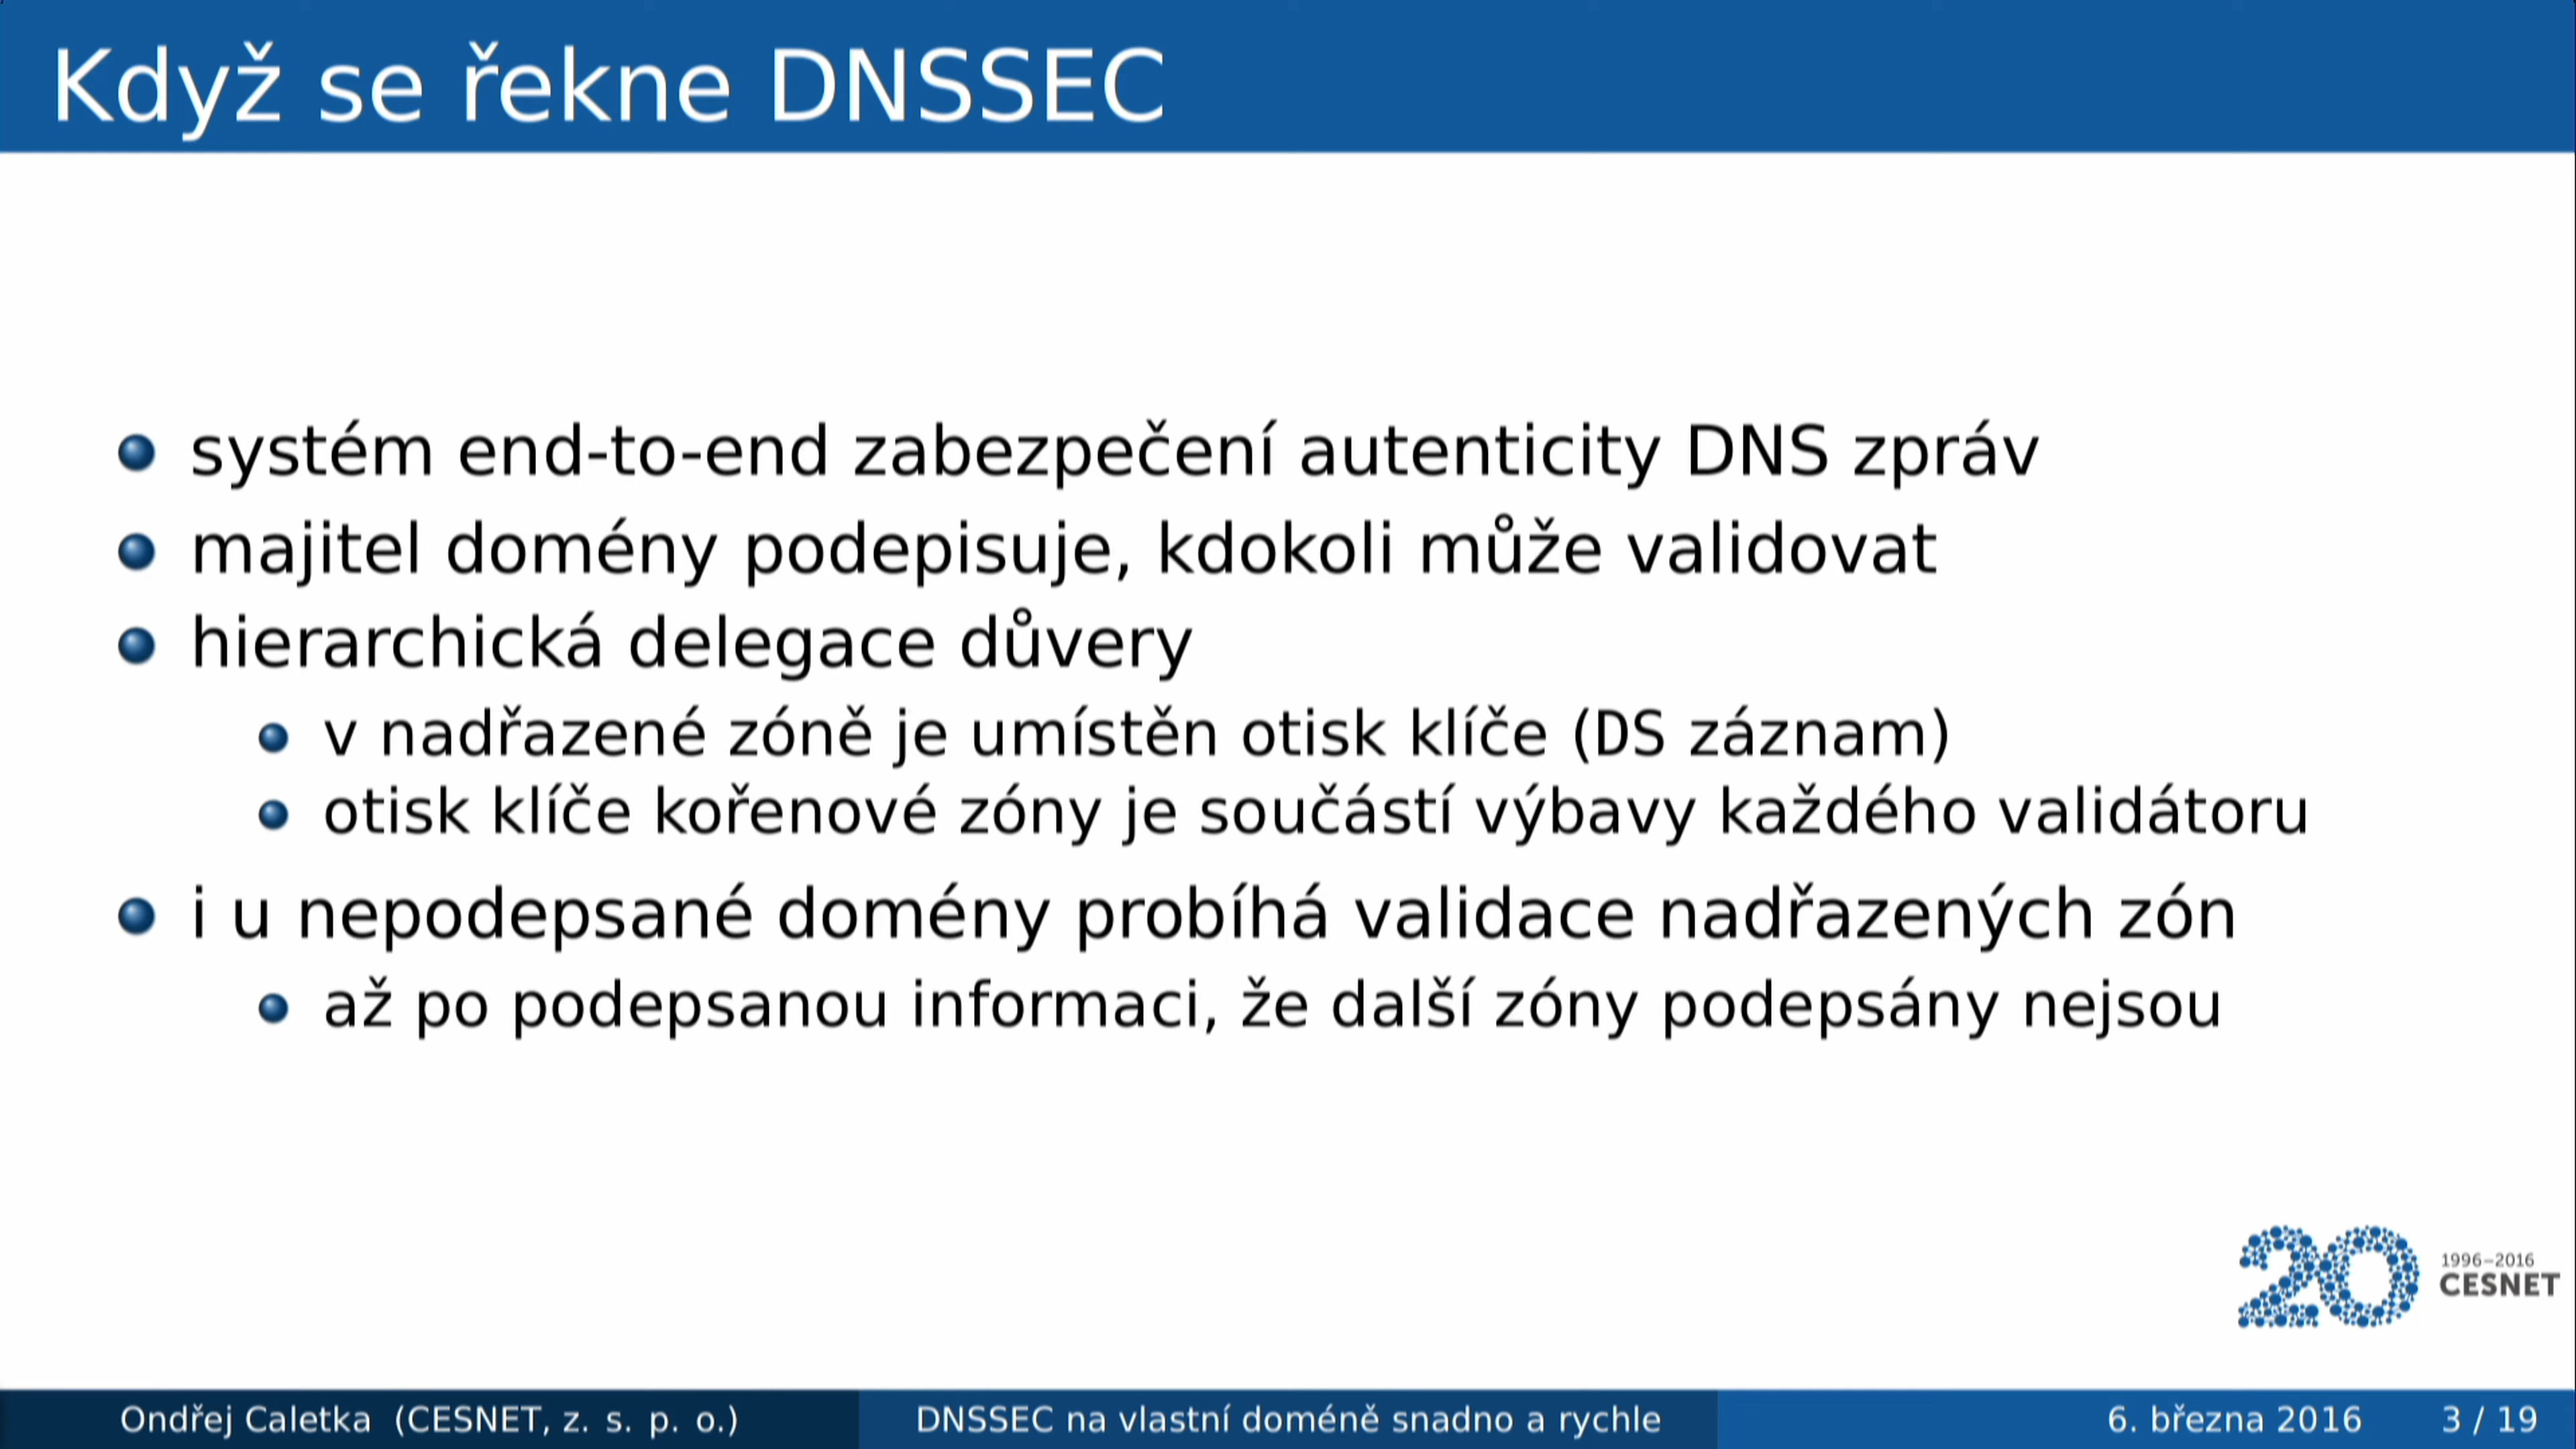 Když se řekne DNSSEC
systém end-to-end zabezpečení autenticity DNS zpráv
majitel domény podepisuje, kdokoli může validovat
hierarchická delegace důvery
v nadřazené zóně je umístěn otisk klíče (DS záznam)
otisk klíče kořenové zóny je součástí výbavy každého validátoru
i u nepodepsané domény probíhá validace nadřazených zón
až po podepsanou informaci, že další zóny podepsány nejsou
20 1996–2016
CESNET
Ondřej Caletka (CESNET, z. s. p. o.) DNSSEC na vlastní doméně snadno a rychle 6. března 2016 3 / 19